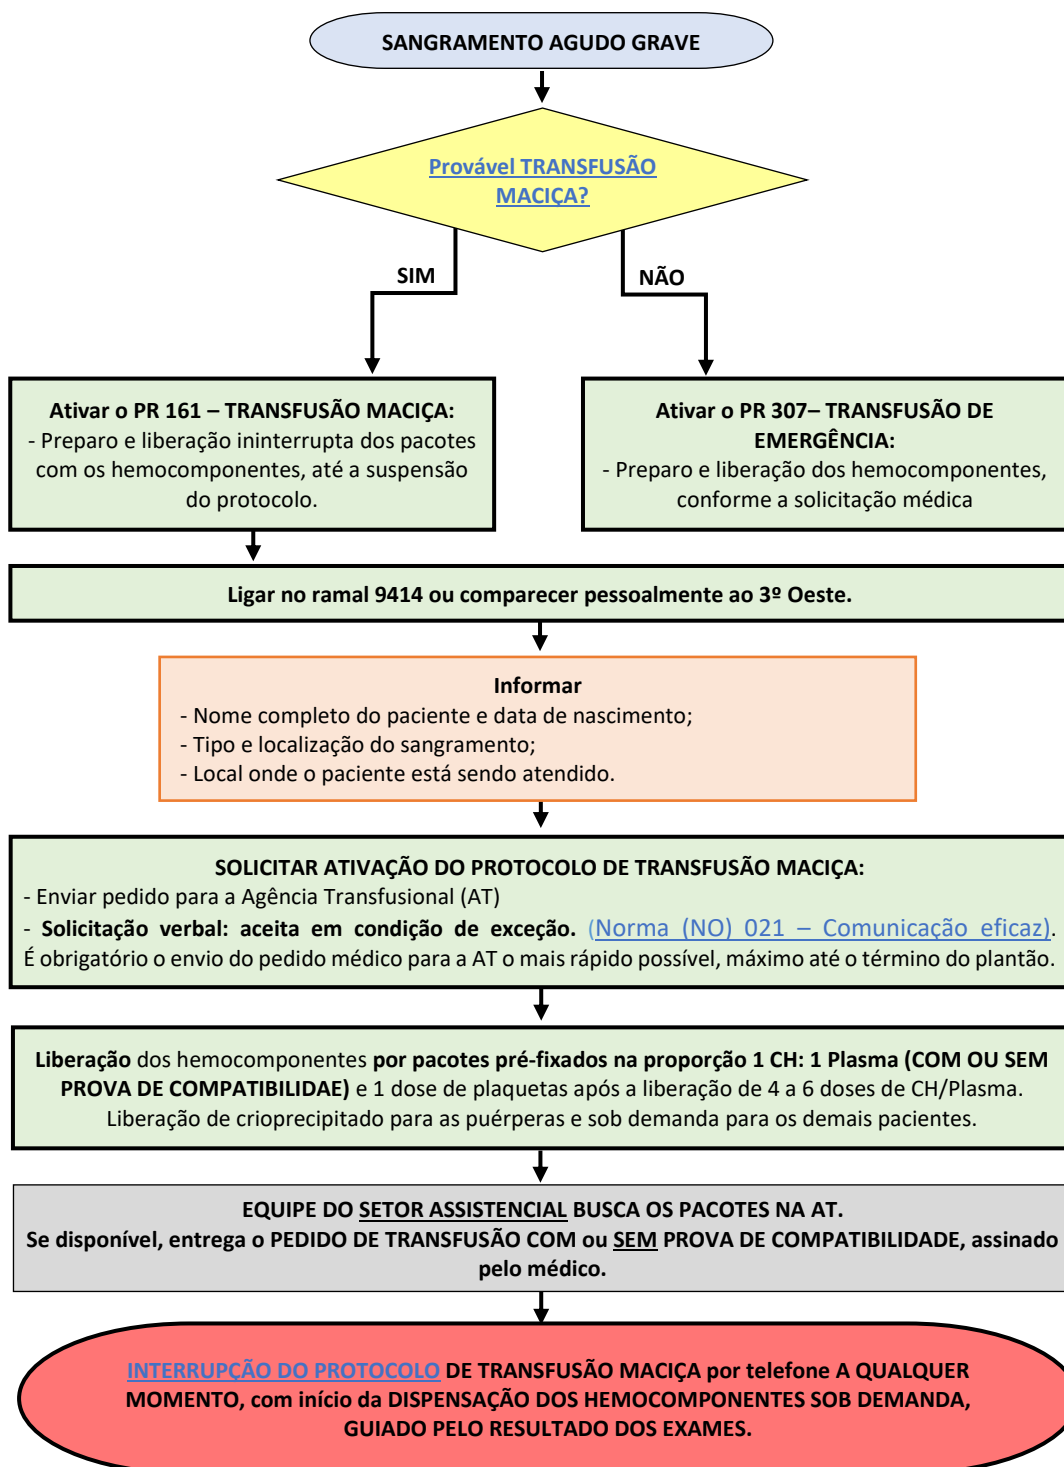 SANGRAMENTO AGUDO GRAVE
Provável TRANSFUSÃO
MACIÇA?
SIM
NÃO
Ativar o PR 161 – TRANSFUSÃO MACIÇA:
- Preparo e liberação ininterrupta dos pacotes
com os hemocomponentes, até a suspensão
do protocolo.
Ativar o PR 307– TRANSFUSÃO DE
EMERGÊNCIA:
- Preparo e liberação dos hemocomponentes,
conforme a solicitação médica
Ligar no ramal 9414 ou comparecer pessoalmente ao 3º Oeste.
Informar
- Nome completo do paciente e data de nascimento;
- Tipo e localização do sangramento;
- Local onde o paciente está sendo atendido.
SOLICITAR ATIVAÇÃO DO PROTOCOLO DE TRANSFUSÃO MACIÇA:
- Enviar pedido para a Agência Transfusional (AT)
- Solicitação verbal: aceita em condição de exceção. (Norma (NO) 021 – Comunicação eficaz).
É obrigatório o envio do pedido médico para a AT o mais rápido possível, máximo até o término do plantão.
Liberação dos hemocomponentes por pacotes pré-fixados na proporção 1 CH: 1 Plasma (COM OU SEM
PROVA DE COMPATIBILIDAE) e 1 dose de plaquetas após a liberação de 4 a 6 doses de CH/Plasma.
Liberação de crioprecipitado para as puérperas e sob demanda para os demais pacientes.
EQUIPE DO SETOR ASSISTENCIAL BUSCA OS PACOTES NA AT.
Se disponível, entrega o PEDIDO DE TRANSFUSÃO COM ou SEM PROVA DE COMPATIBILIDADE, assinado
pelo médico.
INTERRUPÇÃO DO PROTOCOLO DE TRANSFUSÃO MACIÇA por telefone A QUALQUER
MOMENTO, com início da DISPENSAÇÃO DOS HEMOCOMPONENTES SOB DEMANDA,
GUIADO PELO RESULTADO DOS EXAMES.